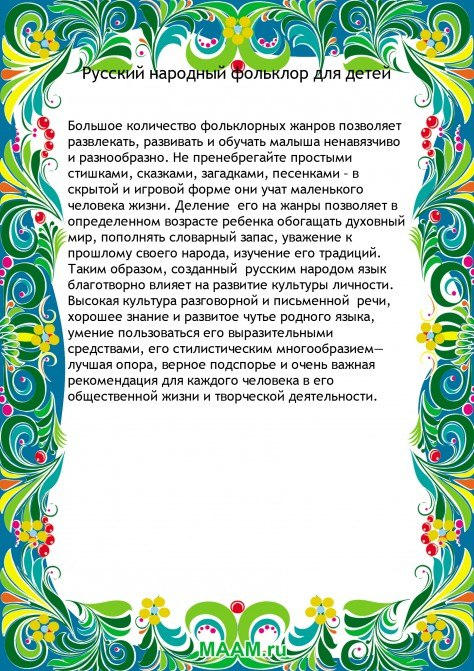 Русский народный фольклор для детей
Большое количество фольклорных жанров позволяет
развлекать, развивать и обучать малыша ненавязчиво
и разнообразно. Не пренебрегайте простыми
стишками, сказками, загадками, песенками – в
скрытой и игровой форме они учат маленького
человека жизни. Деление  его на жанры позволяет в
определенном возрасте ребенка обогащать духовный
мир, пополнять словарный запас, уважение к
прошлому своего народа, изучение его традиций.
Таким образом, созданный  русским народом язык
благотворно влияет на развитие культуры личности.
Высокая культура разговорной и письменной  речи,
хорошее знание и развитое чутье родного языка,
умение пользоваться его выразительными
средствами, его стилистическим многообразием—
лучшая опора, верное подспорье и очень важная
рекомендация для каждого человека в его
общественной жизни и творческой деятельности.
MAAM.ru